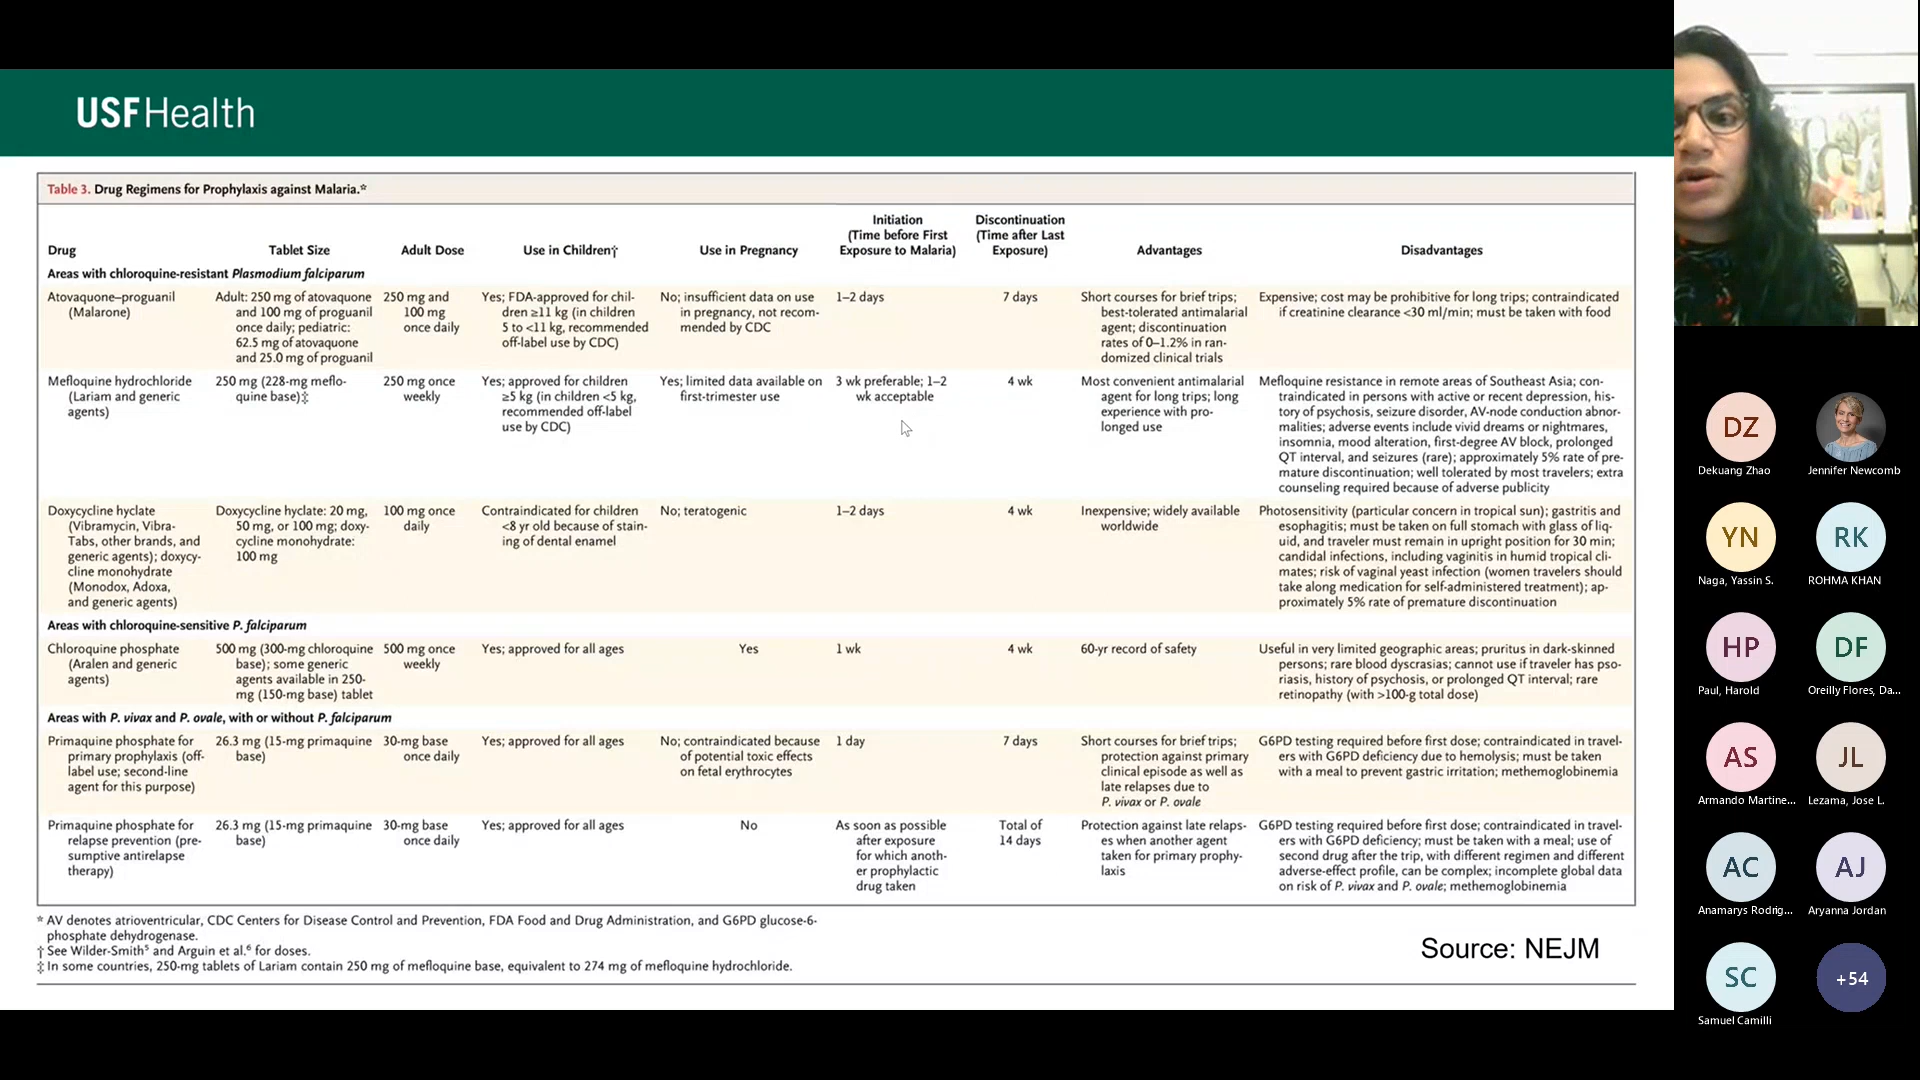 USF Health
Table 3. Drug Regimens for Prophylaxis against Malaria.*
Drug
Tablet Size
Adult Dose
Use in Children†
Use in Pregnancy
Initiation
(Time before First
Exposure to Malaria)
Discontinuation
(Time after Last
Exposure)
Advantages
Disadvantages
Areas with chloroquine-resistant Plasmodium falciparum
Atovaquone–proguanil
(Malarone)
Adult: 250 mg of atovaquone
and 100 mg of proguanil
once daily; pediatric:
62.5 mg of atovaquone
and 25.0 mg of proguanil
250 mg and
100 mg
once daily
Yes; FDA-approved for chil-
dren ≥11 kg (in children
5 to <11 kg, recommended
off-label use by CDC)
No; insufficient data on use
in pregnancy, not recom-
mended by CDC
1–2 days
7 days
Short courses for brief trips;
best-tolerated antimalarial
agent; discontinuation
rates of 0–1.2% in ran-
domized clinical trials
Expensive; cost may be prohibitive for long trips; contraindicated
if creatinine clearance <30 ml/min; must be taken with food
Mefloquine hydrochloride
(Lariam and generic
agents)
250 mg (228-mg meflo-
quine base)‡
250 mg once
weekly
Yes; approved for children
≥5 kg (in children <5 kg,
recommended off-label
use by CDC)
Yes; limited data available on
first-trimester use
3 wk preferable; 1–2
wk acceptable
4 wk
Most convenient antimalarial
agent for long trips; long
experience with pro-
longed use
Mefloquine resistance in remote areas of Southeast Asia; con-
traindicated in persons with active or recent depression, his-
tory of psychosis, seizure disorder, AV-node conduction abnor-
malities; adverse events include vivid dreams or nightmares,
insomnia, mood alteration, first-degree AV block, prolonged
QT interval, and seizures (rare); approximately 5% rate of pre-
mature discontinuation; well tolerated by most travelers; extra
counseling required because of adverse publicity
Doxycycline hyclate
(Vibramycin, Vibra-
Tabs, other brands, and
generic agents); doxycy-
cline monohydrate
(Monodox, Adoxa,
and generic agents)
Doxycycline hyclate: 20 mg,
50 mg, or 100 mg; doxy-
cycline monohydrate:
100 mg
100 mg once
daily
Contraindicated for children
<8 yr old because of stain-
ing of dental enamel
No; teratogenic
1–2 days
4 wk
Inexpensive; widely available
worldwide
Photosensitivity (particular concern in tropical sun); gastritis and
esophagitis; must be taken on full stomach with glass of liq-
uid, and traveler must remain in upright position for 30 min;
candidal infections, including vaginitis in humid tropical cli-
mates; risk of vaginal yeast infection (women travelers should
take along medication for self-administered treatment); ap-
proximately 5% rate of premature discontinuation
Areas with chloroquine-sensitive P. falciparum
Chloroquine phosphate
(Aralen and generic
agents)
500 mg (300-mg chloroquine
base); some generic
agents available in 250-
mg (150-mg base) tablet
500 mg once
weekly
Yes; approved for all ages
Yes
1 wk
4 wk
60-yr record of safety
Useful in very limited geographic areas; pruritus in dark-skinned
persons; rare blood dyscrasias; cannot use if traveler has pso-
riasis, history of psychosis, or prolonged QT interval; rare
retinopathy (with >100-g total dose)
Areas with P. vivax and P. ovale, with or without P. falciparum
Primaquine phosphate for
primary prophylaxis (off-
label use; second-line
agent for this purpose)
26.3 mg (15-mg primaquine
base)
30-mg base
once daily
Yes; approved for all ages
No; contraindicated because
of potential toxic effects
on fetal erythrocytes
1 day
7 days
Short courses for brief trips;
protection against primary
clinical episode as well as
late relapses due to
P. vivax or P. ovale
G6PD testing required before first dose; contraindicated in travel-
ers with G6PD deficiency due to hemolysis; must be taken
with a meal to prevent gastric irritation; methemoglobinemia
Primaquine phosphate for
relapse prevention (pre-
sumptive antirelapse
therapy)
26.3 mg (15-mg primaquine
base)
30-mg base
once daily
Yes; approved for all ages
No
As soon as possible
after exposure
for which anoth-
er prophylactic
drug taken
Total of
14 days
Protection against late relaps-
es when another agent
taken for primary prophy-
laxis
G6PD testing required before first dose; contraindicated in travel-
ers with G6PD deficiency; must be taken with a meal; use of
second drug after the trip, with different regimen and different
adverse-effect profile, can be complex; incomplete global data
on risk of P. vivax and P. ovale; methemoglobinemia
* AV denotes atrioventricular, CDC Centers for Disease Control and Prevention, FDA Food and Drug Administration, and G6PD glucose-6-
phosphate dehydrogenase.
† See Wilder-Smith⁵ and Arguin et al.⁶ for doses.
‡ In some countries, 250-mg tablets of Lariam contain 250 mg of mefloquine base, equivalent to 274 mg of mefloquine hydrochloride.
Source: NEJM
DZ
Dekuang Zhao
Jennifer Newcomb
YN
Naga, Yassin S.
RK
ROHMA KHAN
HP
Paul, Harold
DF
Oreilly Flores, Da...
AS
Armando Martine...
JL
Lezama, Jose L.
AC
Anamarys Rodrig...
AJ
Aryanna Jordan
SC
Samuel Camilli
+54